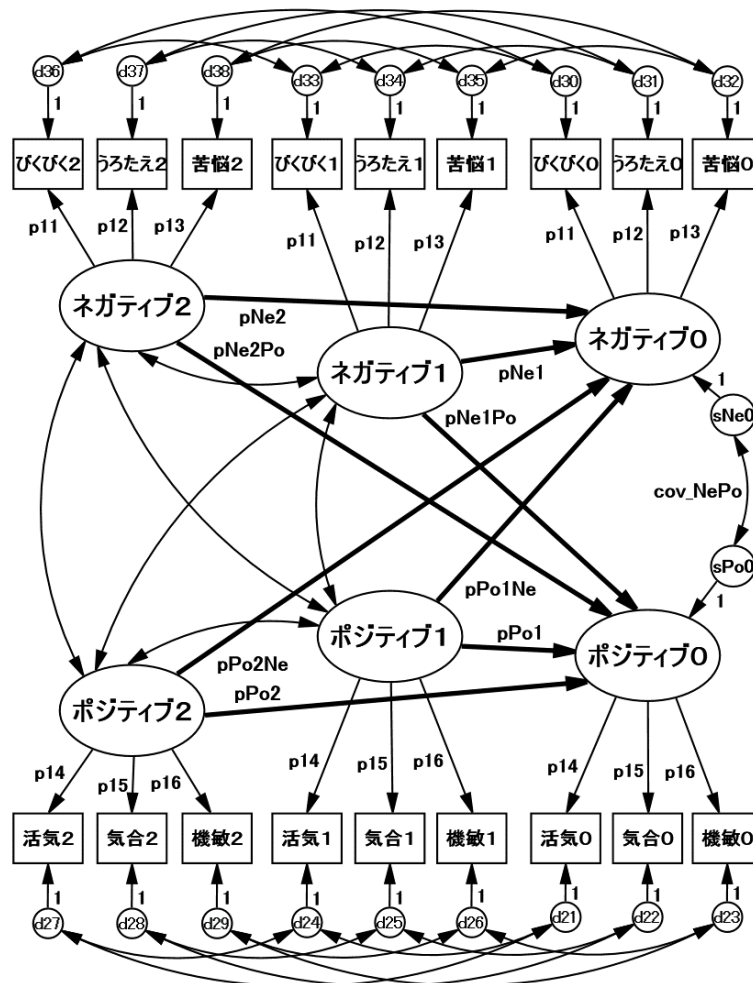 d36 d37 d38 d33 d34 d35 d30 d31 d32
1 1 1 1 1 1 1 1 1
びくびく2 うろたえ2 苦悩2 びくびく1 うろたえ1 苦悩1 びくびく0 うろたえ0 苦悩0
p11 p12 p13 p11 p12 p13 p11 p12 p13
ネガティブ2
pNe2
ネガティブ0
pNe2Po
ネガティブ1
pNe1
1
sNe0
pNe1Po
cov_NePo
sPo0
pPo1Ne
1
ポジティブ1
pPo1
ポジティブ0
pPo2Ne
pPo2
ポジティブ2
p14 p15 p16 p14 p15 p16 p14 p15 p16
活気2 気合2 機敏2 活気1 気合1 機敏1 活気0 気合0 機敏0
1 1 1 1 1 1 1 1 1
d27 d28 d29 d24 d25 d26 d21 d22 d23